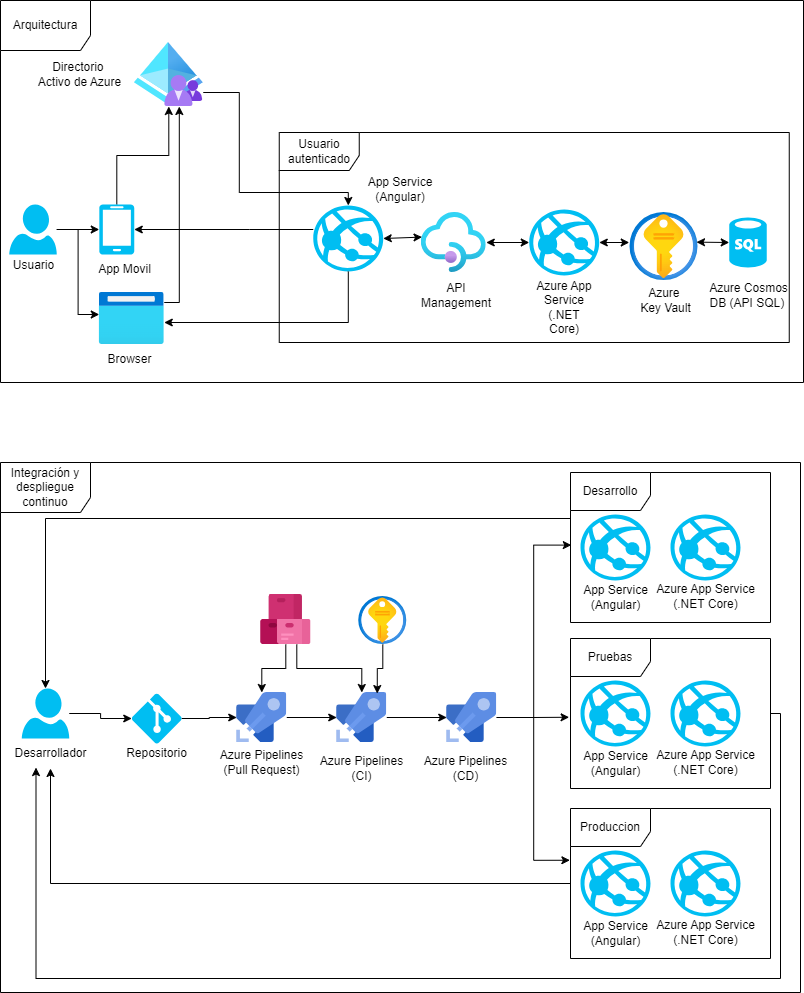 Arquitectura
Directorio
Activo de Azure
Usuario
autenticado
App Service
(Angular)
Usuario
App Movil
Browser
API
Management
Azure App
Service
(.NET
Core)
Azure
Key Vault
SQL
Azure Cosmos
DB (API SQL)
Integración y
despliegue
continuo
Desarrollo
App Service
(Angular)
Azure App Service
(.NET Core)
Pruebas
App Service
(Angular)
Azure App Service
(.NET Core)
Desarrollador
Repositorio
Azure Pipelines
(Pull Request)
Azure Pipelines
(CI)
Azure Pipelines
(CD)
Produccion
App Service
(Angular)
Azure App Service
(.NET Core)